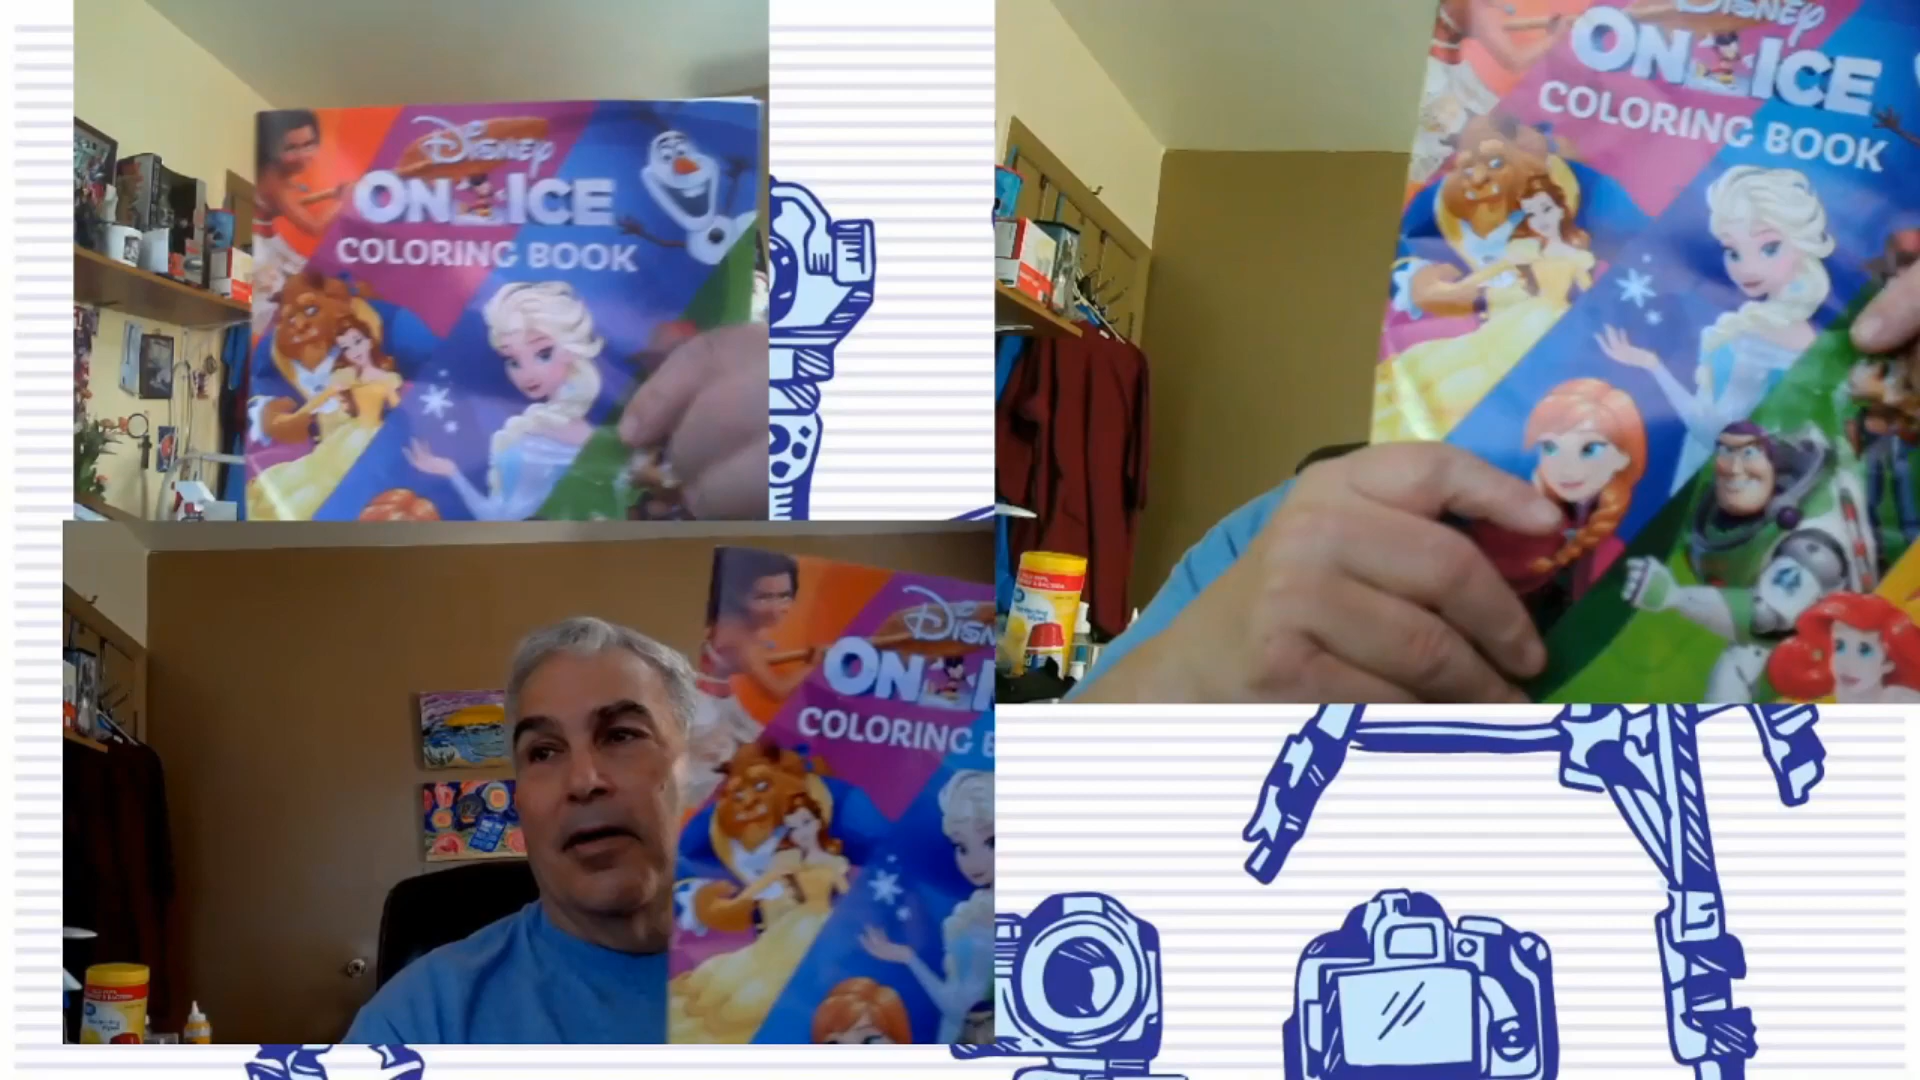 Disney
ON ICE
COLORING BOOK
Disney
ON ICE
COLORING BOOK
ON
COLORING